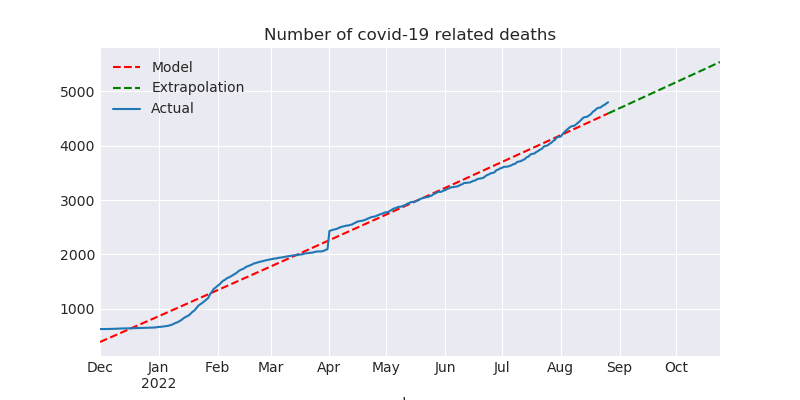 Number of covid-19 related deaths
Model
Extrapolation
Actual
5000
4000
3000
2000
1000
Dec Jan Feb Mar Apr May Jun Jul Aug Sep Oct
2022